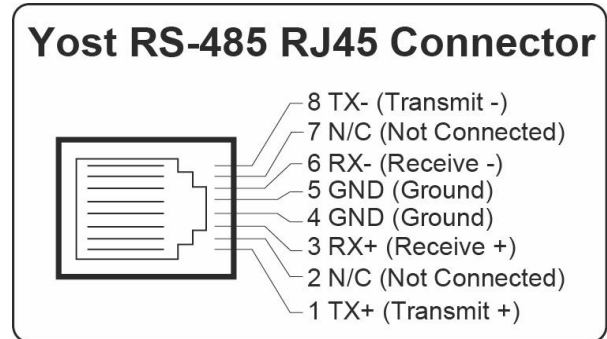 Yost RS-485 RJ45 Connector
8 TX- (Transmit -)
7 N/C (Not Connected)
6 RX- (Receive -)
5 GND (Ground)
4 GND (Ground)
3 RX+ (Receive +)
2 N/C (Not Connected)
1 TX+ (Transmit +)